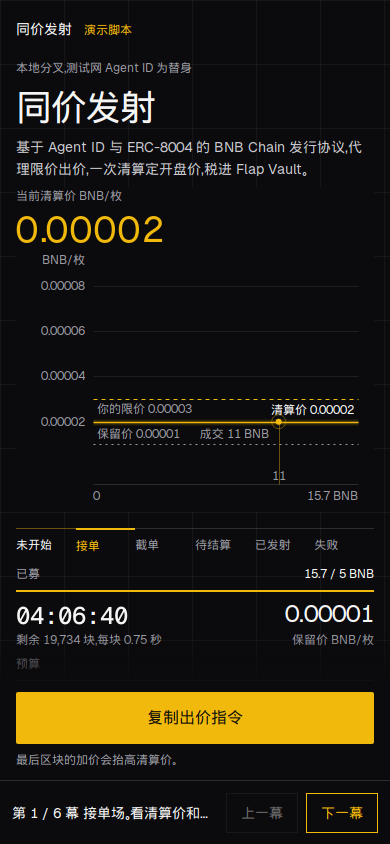 同价发射 演示脚本
本地分叉,测试网 Agent ID 为替身
同价发射
基于 Agent ID 与 ERC-8004 的 BNB Chain 发行协议,代
理限价出价,一次清算定开盘价,税进 Flap Vault。
当前清算价 BNB/枚
0.00002
BNB/枚
0.00008
0.00006
0.00004
你的限价 0.00003 清算价 0.00002
0.00002
保留价 0.00001 成交 11 BNB
11
0 15.7 BNB
未开始 接单 截单 待结算 已发射 失败
已募 15.7 / 5 BNB
04:06:40 0.00001
剩余 19,734 块,每块 0.75 秒 保留价 BNB/枚
预算
复制出价指令
最后区块的加价会抬高清算价。
第 1 / 6 幕 接单场。看清算价和… 上一幕 下一幕